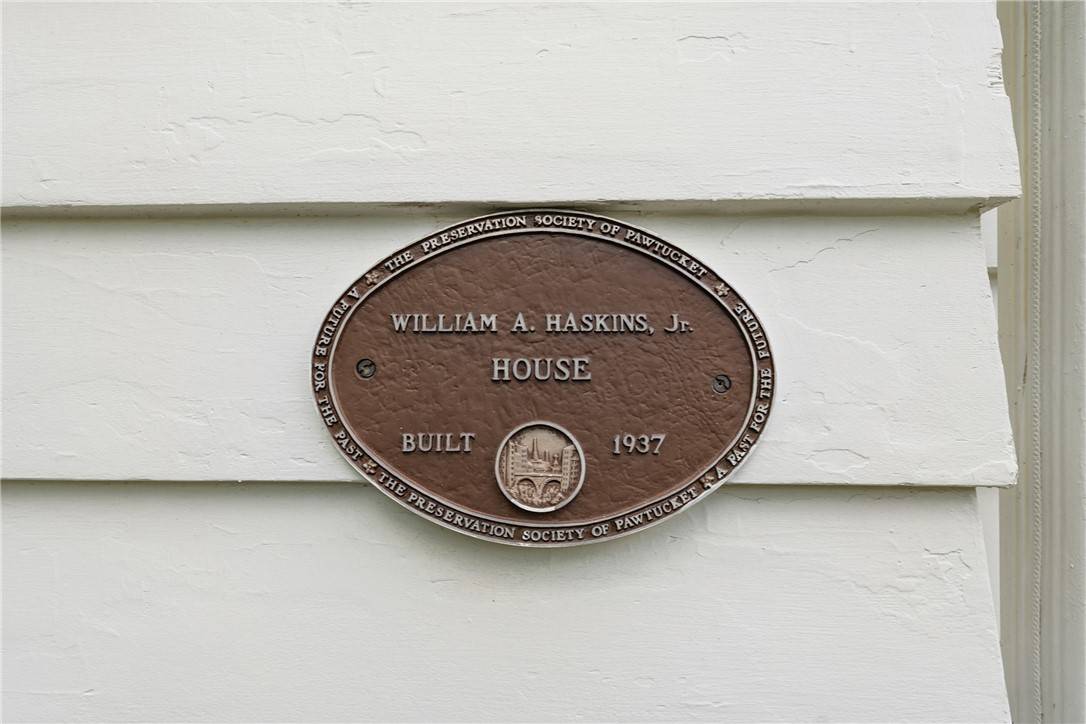 THE PRESERVATION SOCIETY OF PAWTUCKET
A PAST FOR THE FUTURE
THE PRESERVATION SOCIETY OF PAWTUCKET
A FUTURE FOR THE PAST
WILLIAM A. HASKINS, Jr.
HOUSE
BUILT 1937